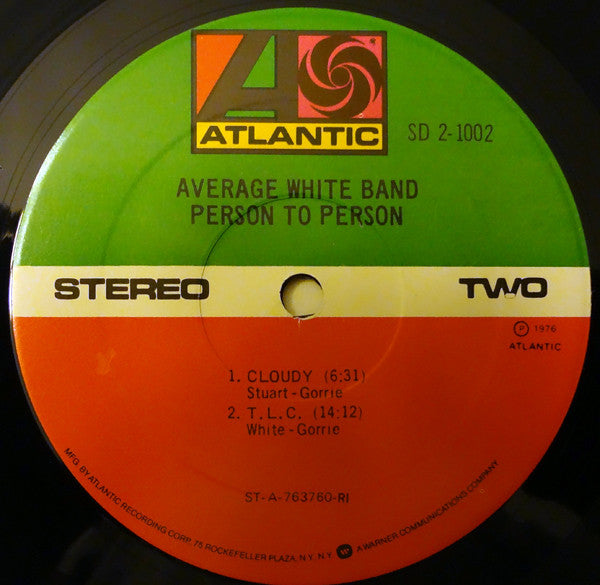 ATLANTIC
SD 2-1002
AVERAGE WHITE BAND
PERSON TO PERSON
STEREO
TWO
℗ 1976
ATLANTIC
1. CLOUDY (6:31)
Stuart-Gorrie
2. T.L.C. (14:12)
White-Gorrie
ST-A-763760-RI
MFG. BY ATLANTIC RECORDING CORP. 75 ROCKEFELLER PLAZA, N.Y. N.Y. W A WARNER COMMUNICATIONS COMPANY